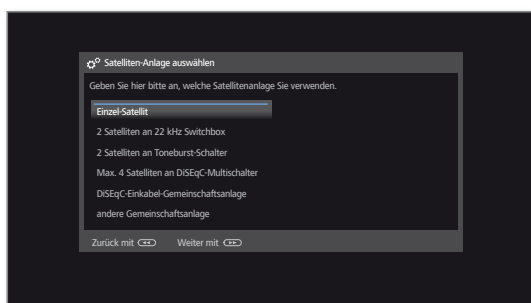 Satelliten-Anlage auswählen
Geben Sie hier bitte an, welche Satellitenanlage Sie verwenden.
Einzel-Satellit
2 Satelliten an 22 kHz Switchbox
2 Satelliten an Toneburst-Schalter
Max. 4 Satelliten an DiSEqC-Multischalter
DiSEqC-Einkabel-Gemeinschaftsanlage
andere Gemeinschaftsanlage
Zurück mit Weiter mit